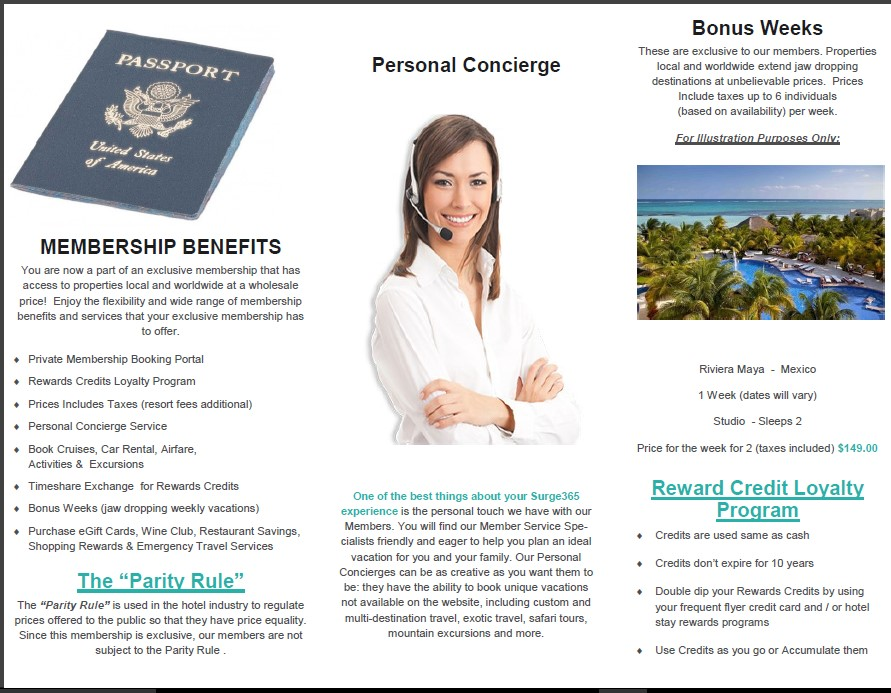 PASSPORT
United States
of America
MEMBERSHIP BENEFITS
You are now a part of an exclusive membership that has
access to properties local and worldwide at a wholesale
price!  Enjoy the flexibility and wide range of membership
benefits and services that your exclusive membership has
to offer.
♦ Private Membership Booking Portal
♦ Rewards Credits Loyalty Program
♦ Prices Includes Taxes (resort fees additional)
♦ Personal Concierge Service
♦ Book Cruises, Car Rental, Airfare,
Activities &  Excursions
♦ Timeshare Exchange  for Rewards Credits
♦ Bonus Weeks (jaw dropping weekly vacations)
♦ Purchase eGift Cards, Wine Club, Restaurant Savings,
Shopping Rewards & Emergency Travel Services
The “Parity Rule”
The “Parity Rule” is used in the hotel industry to regulate
prices offered to the public so that they have price equality.
Since this membership is exclusive, our members are not
subject to the Parity Rule .
Personal Concierge
One of the best things about your Surge365
experience is the personal touch we have with our
Members. You will find our Member Service Spe-
cialists friendly and eager to help you plan an ideal
vacation for you and your family. Our Personal
Concierges can be as creative as you want them to
be: they have the ability to book unique vacations
not available on the website, including custom and
multi-destination travel, exotic travel, safari tours,
mountain excursions and more.
Bonus Weeks
These are exclusive to our members. Properties
local and worldwide extend jaw dropping
destinations at unbelievable prices.  Prices
Include taxes up to 6 individuals
(based on availability) per week.
For Illustration Purposes Only:
Riviera Maya  -  Mexico
1 Week (dates will vary)
Studio  - Sleeps 2
Price for the week for 2 (taxes included) $149.00
Reward Credit Loyalty
Program
♦ Credits are used same as cash
♦ Credits don’t expire for 10 years
♦ Double dip your Rewards Credits by using
your frequent flyer credit card and / or hotel
stay rewards programs
♦ Use Credits as you go or Accumulate them